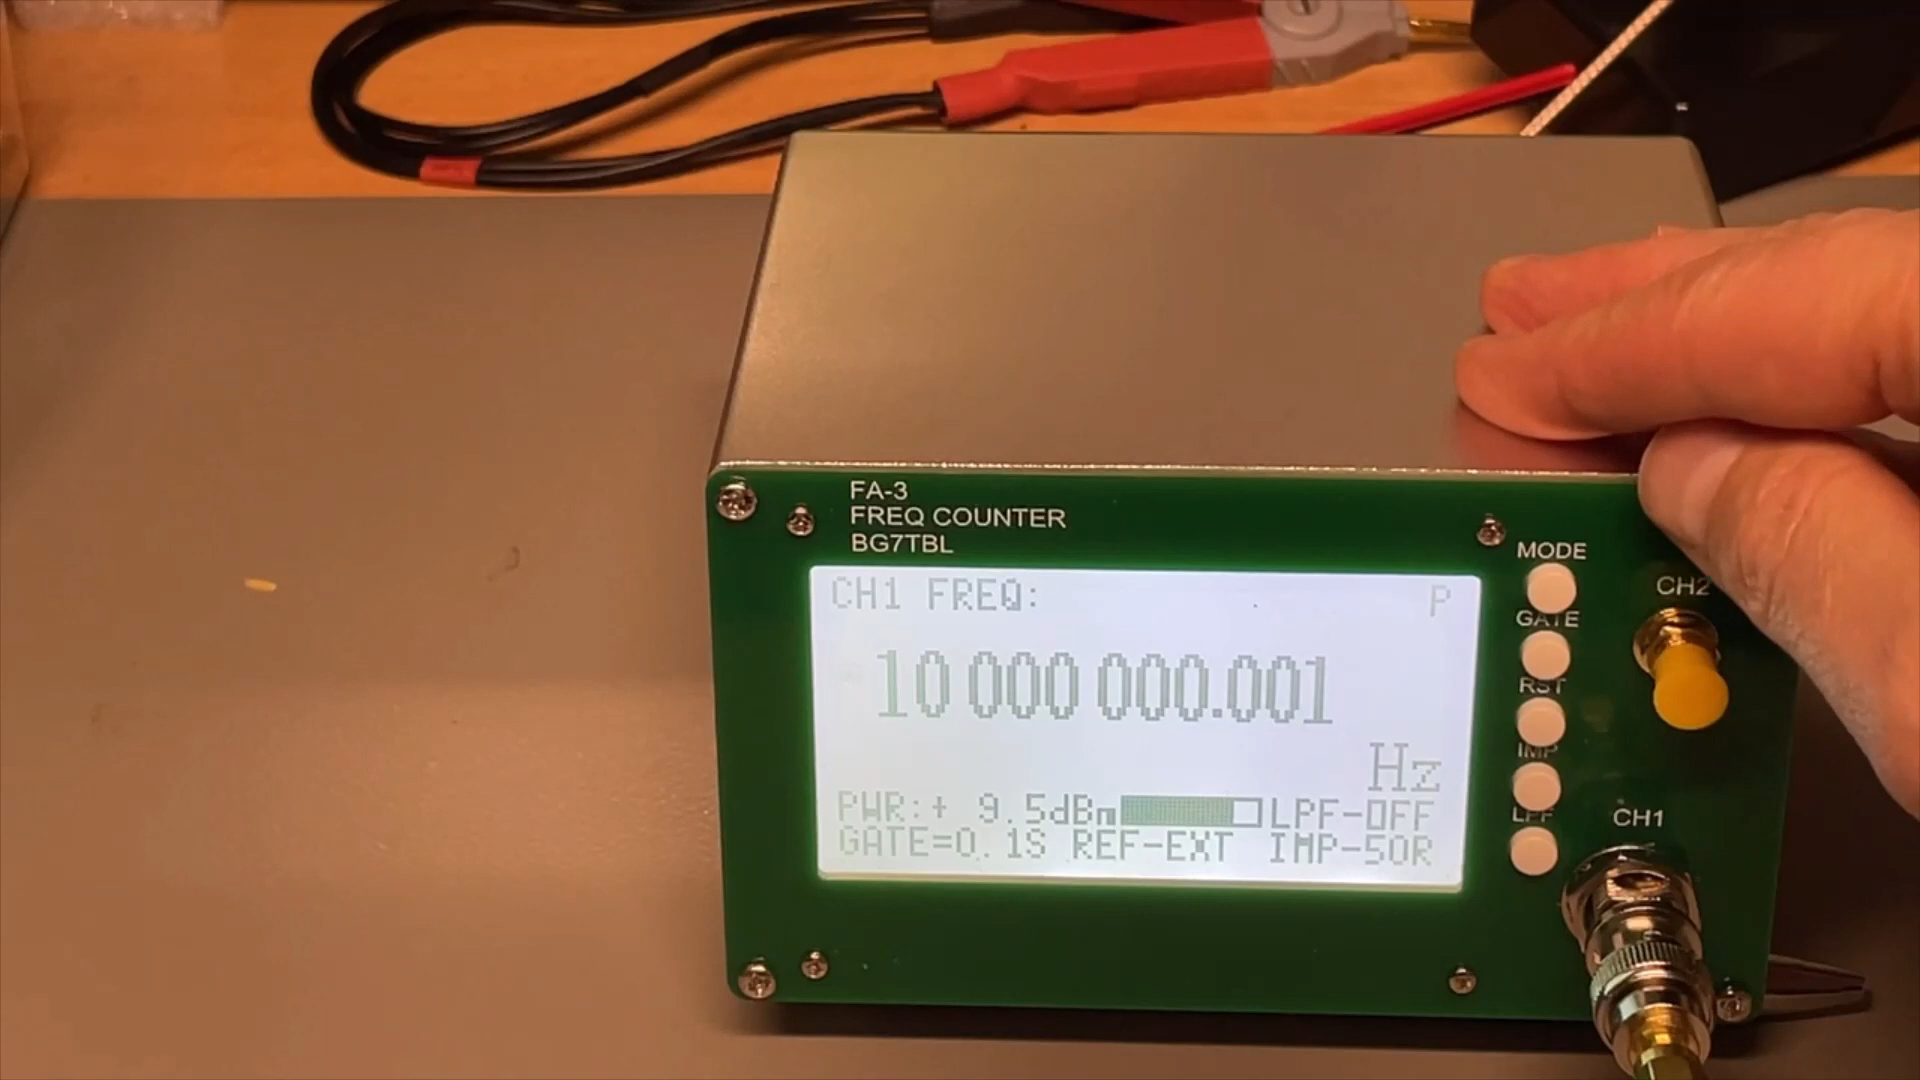 FA-3
FREQ COUNTER
BG7TBL
CH1 FREQ: P
10 000 000.001
Hz
PWR:+ 9.5dBm LPF-OFF
GATE=0.1S REF-EXT IMP-50R
MODE
GATE
RST
IMP
LPF
CH2
CH1